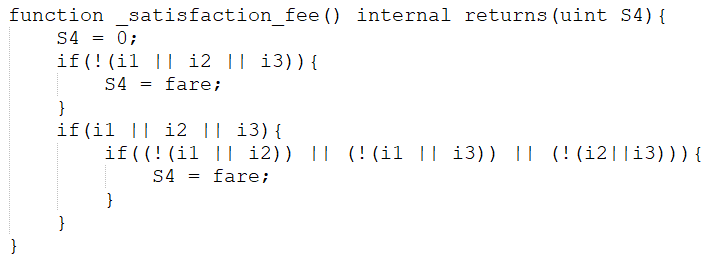 function _satisfaction_fee() internal returns(uint S4){
    S4 = 0;
    if(!(i1 || i2 || i3)){
        S4 = fare;
    }
    if(i1 || i2 || i3){
        if((!(i1 || i2)) || (!(i1 || i3)) || (!(i2||i3))){
            S4 = fare;
        }
    }
}